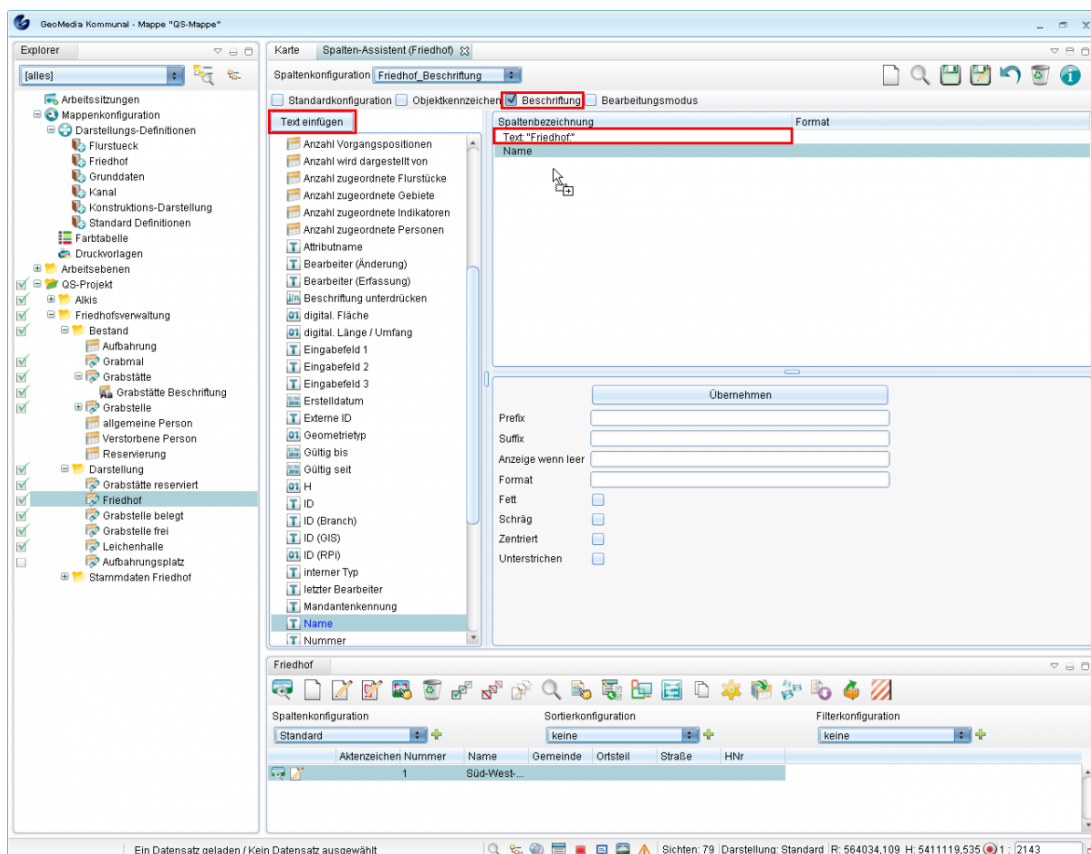 GeoMedia Kommunal - Mappe "QS-Mappe"
Explorer
[alles]
Arbeitssitzungen
Mappenkonfiguration
Darstellungs-Definitionen
Flurstueck
Friedhof
Grunddaten
Kanal
Konstruktions-Darstellung
Standard Definitionen
Farbtabelle
Druckvorlagen
Arbeitsebenen
QS-Projekt
Alkis
Friedhofsverwaltung
Bestand
Aufbahrung
Grabmal
Grabstätte
Grabstätte Beschriftung
Grabstelle
allgemeine Person
Verstorbene Person
Reservierung
Darstellung
Grabstätte reserviert
Friedhof
Grabstelle belegt
Grabstelle frei
Leichenhalle
Aufbahrungsplatz
Stammdaten Friedhof
Karte Spalten-Assistent (Friedhof)
Spaltenkonfiguration Friedhof_Beschriftung
Standardkonfiguration Objektkennzeichen Beschriftung Bearbeitungsmodus
Text einfügen
Anzahl Vorgangspositionen
Anzahl wird dargestellt von
Anzahl zugeordnete Flurstücke
Anzahl zugeordnete Gebiete
Anzahl zugeordnete Indikatoren
Anzahl zugeordnete Personen
Attributname
Bearbeiter (Änderung)
Bearbeiter (Erfassung)
Beschriftung unterdrücken
digital. Fläche
digital. Länge / Umfang
Eingabefeld 1
Eingabefeld 2
Eingabefeld 3
Erstelldatum
Externe ID
Geometrietyp
Gültig bis
Gültig seit
H
ID
ID (Branch)
ID (GIS)
ID (RPI)
interner Typ
letzter Bearbeiter
Mandantenkennung
Name
Nummer
Spaltenbezeichnung Format
Text: "Friedhof:"
Name
Übernehmen
Prefix
Suffix
Anzeige wenn leer
Format
Fett
Schräg
Zentriert
Unterstrichen
Friedhof
Spaltenkonfiguration Sortierkonfiguration Filterkonfiguration
Standard keine keine
Aktenzeichen Nummer Name Gemeinde Ortsteil Straße HNr
1 Süd-West-...
Ein Datensatz geladen / Kein Datensatz ausgewählt Sichten: 79 Darstellung: Standard R: 564034,109 H: 5411119,535 1 : 2143